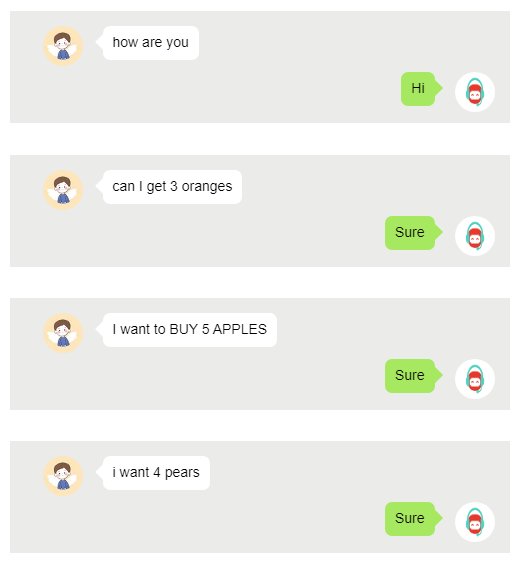 how are you
Hi
can I get 3 oranges
Sure
I want to BUY 5 APPLES
Sure
i want 4 pears
Sure